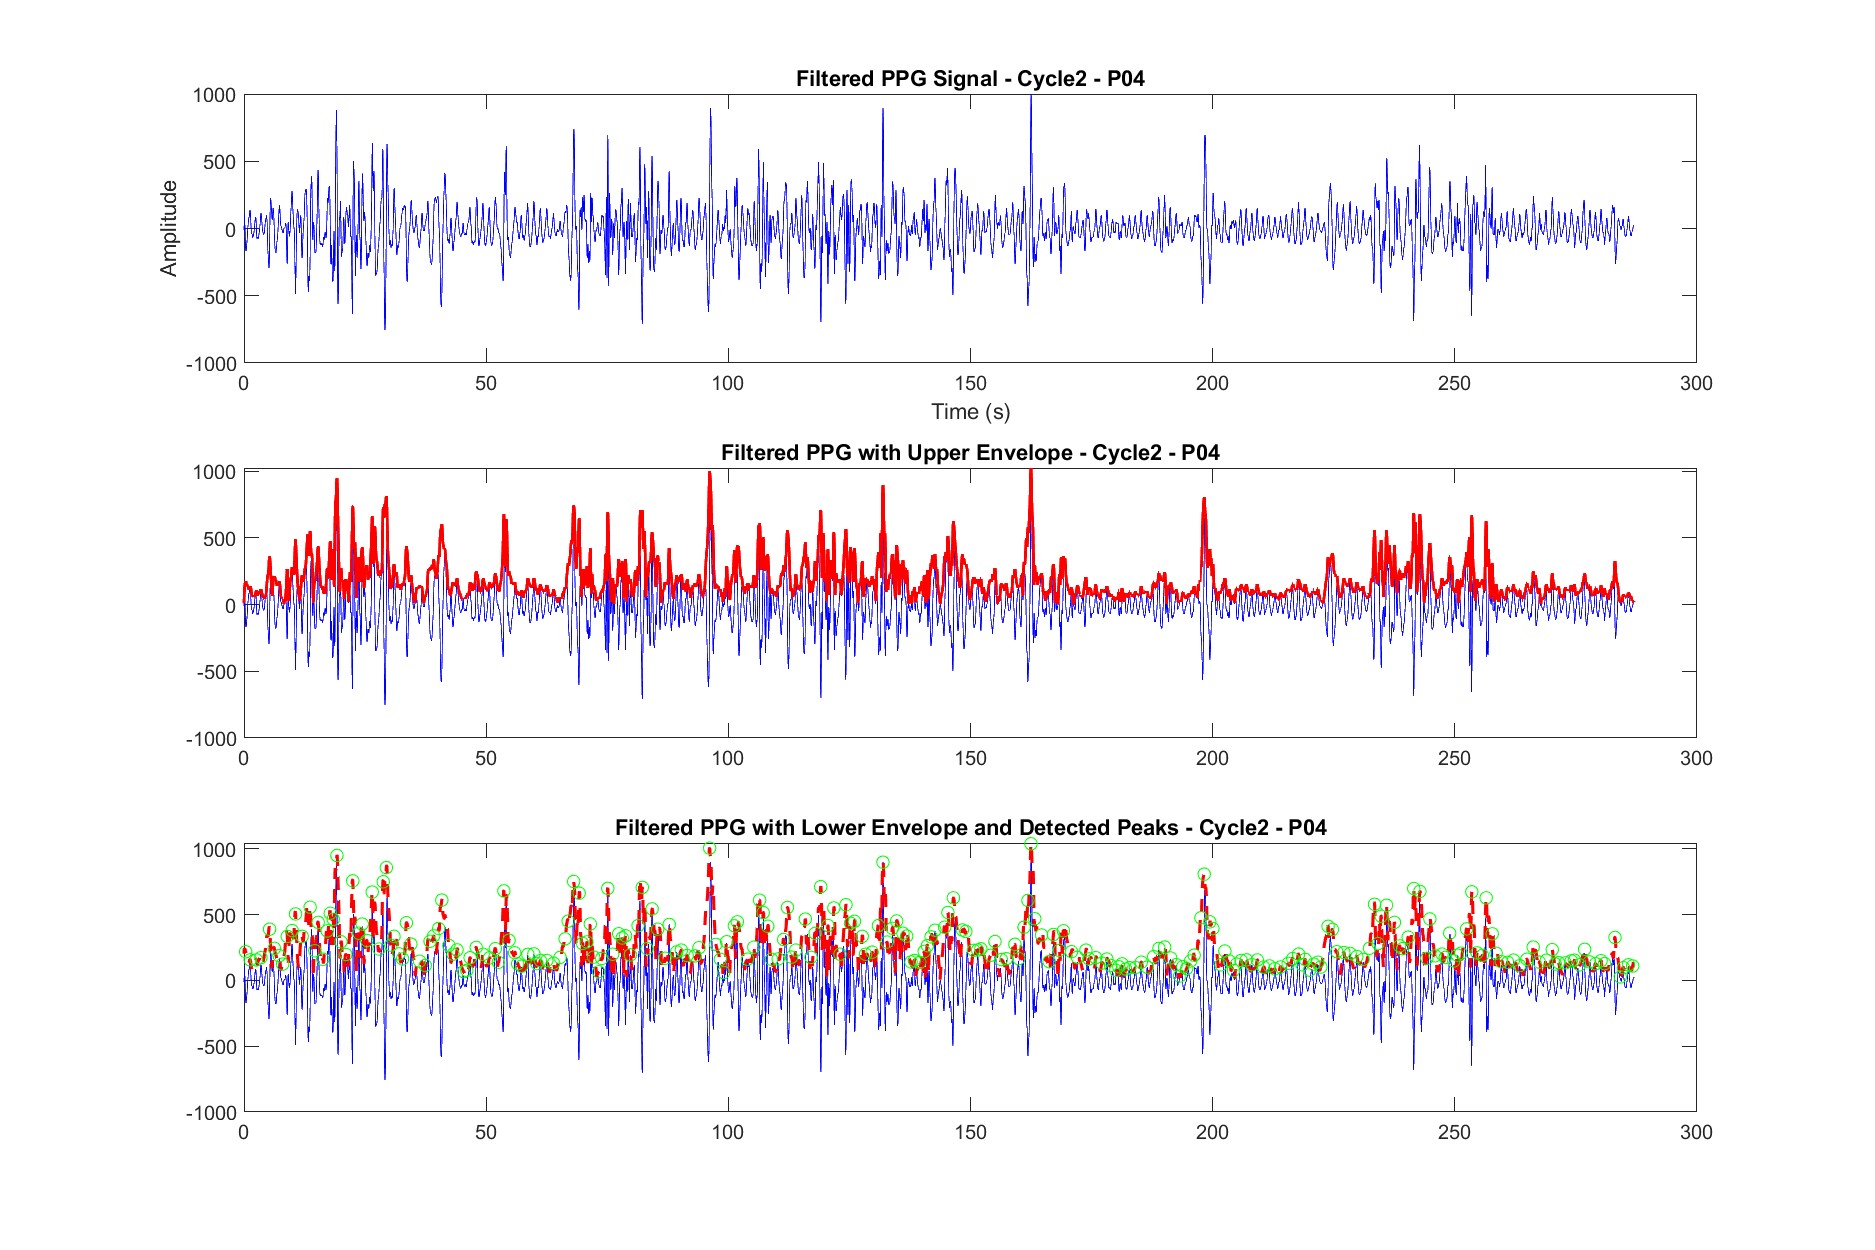 Filtered PPG Signal - Cycle2 - P04
1000
500
0
-500
-1000
Amplitude
0 50 100 150 200 250 300
Time (s)
Filtered PPG with Upper Envelope - Cycle2 - P04
1000
500
0
-500
-1000
0 50 100 150 200 250 300
Filtered PPG with Lower Envelope and Detected Peaks - Cycle2 - P04
1000
500
0
-500
-1000
0 50 100 150 200 250 300